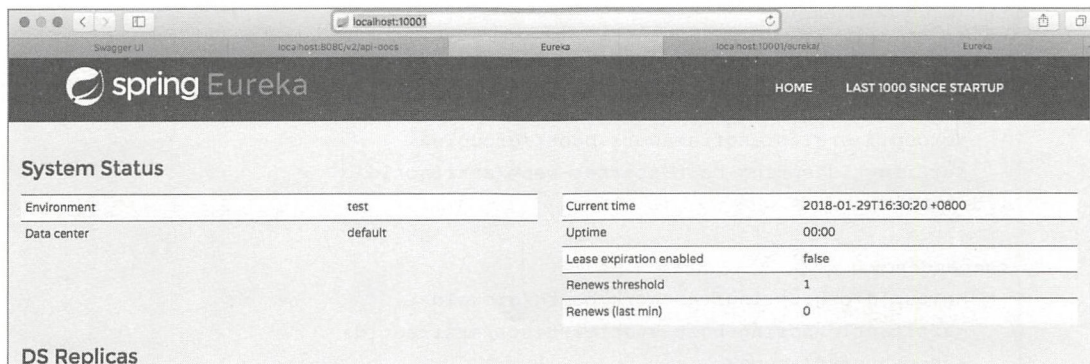 localhost:10001
Swagger UI
localhost:8080/v2/api-docs
Eureka
localhost:10001/eureka/
Eureka
spring Eureka
HOME
LAST 1000 SINCE STARTUP
System Status
Environment test
Data center default
Current time 2018-01-29T16:30:20 +0800
Uptime 00:00
Lease expiration enabled false
Renews threshold 1
Renews (last min) 0
DS Replicas